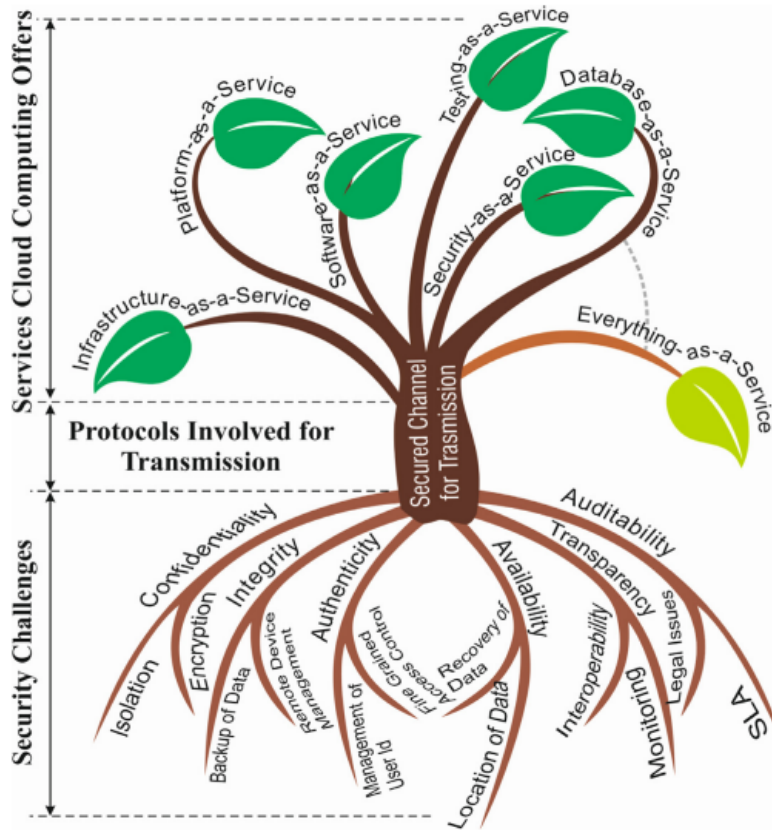 Services Cloud Computing Offers
Infrastructure-as-a-Service
Platform-as-a-Service
Software-as-a-Service
Testing-as-a-Service
Security-as-a-Service
Database-as-a-Service
Everything-as-a-Service
Protocols Involved for
Transmission
Secured Channel
for Trasmission
Security Challenges
Confidentiality
Isolation
Encryption
Integrity
Backup of Data
Remote Device
Management
Authenticity
Management of
User Id
Fine Grained
Access Control
Availability
Recovery of
Data
Location of Data
Transparency
Interoperability
Monitoring
Auditability
Legal Issues
SLA